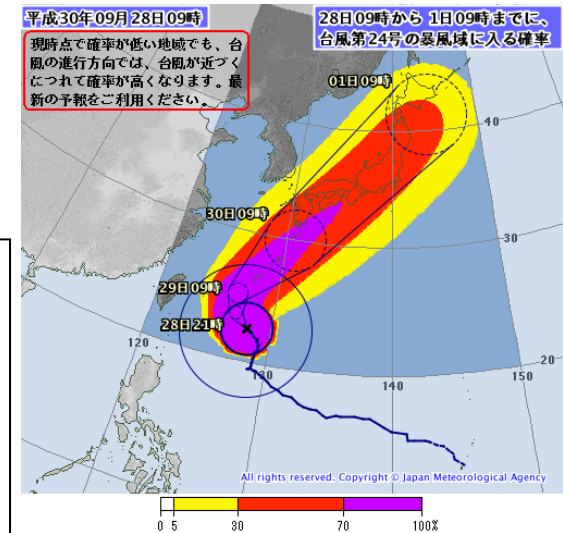 平成30年09月28日09時
28日09時から 1日09時までに、
台風第24号の暴風域に入る確率
現時点で確率が低い地域でも、台
風の進行方向では、台風が近づく
につれて確率が高くなります。最
新の予報をご利用ください。
01日09時
40
30日09時
30
29日09時
28日21時
120
20
130
140
150
All rights reserved. Copyright © Japan Meteorological Agency
0 5 30 70 100%